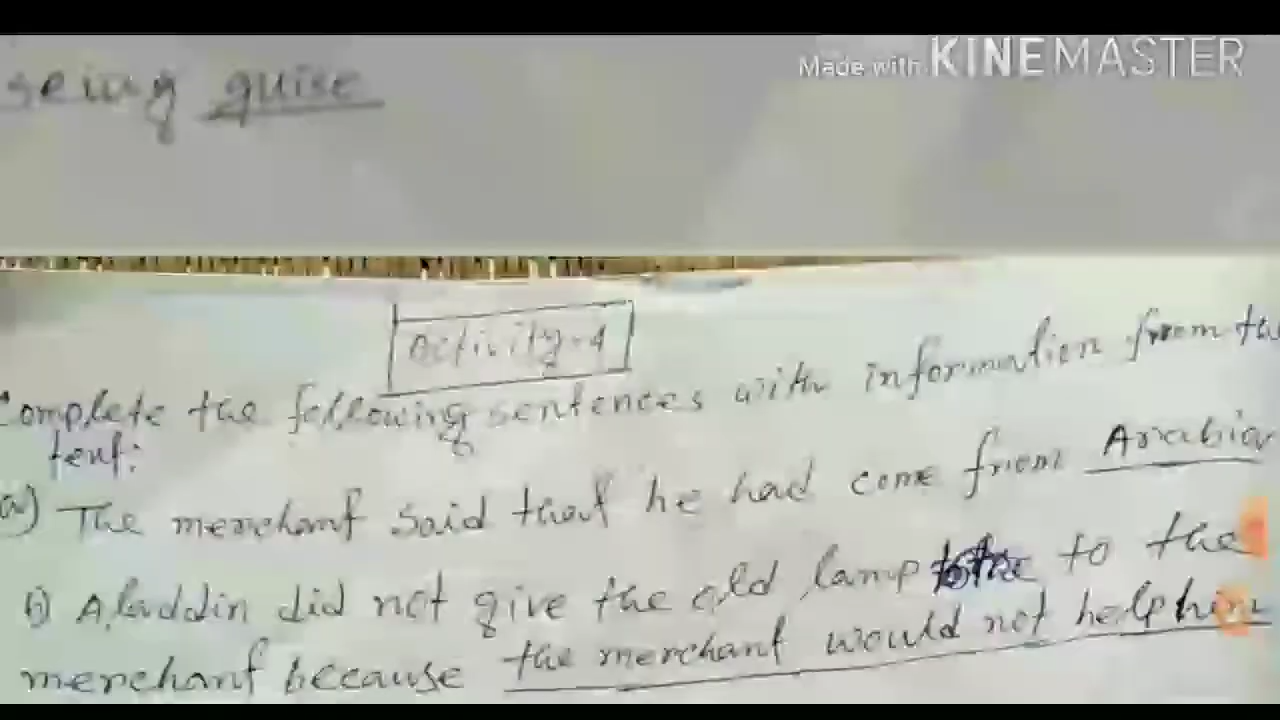 Made with KINEMASTER
guise
Activity-4
Complete the following sentences with information from
text:
a) The merchant said that he had come from Arabia
b) Aladdin did not give the old lamp to the
merchant because the merchant would not help him